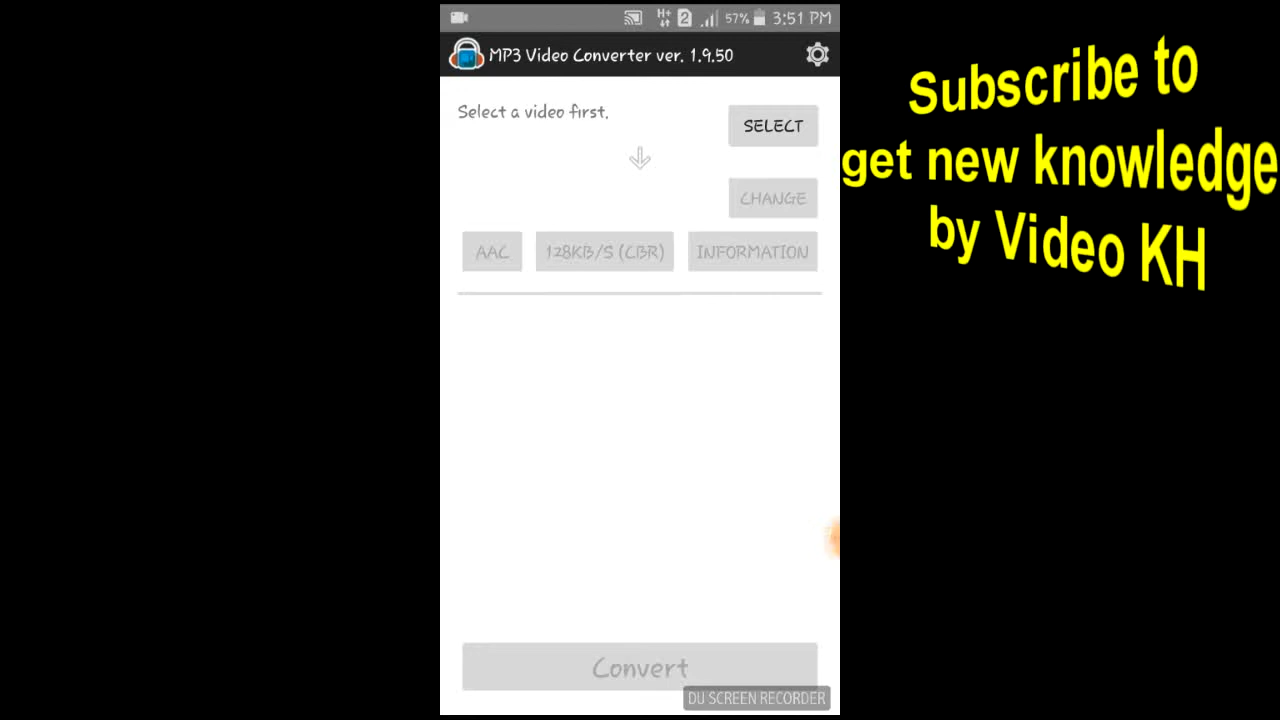 H+ 2 57% 3:51 PM
MP3 Video Converter ver. 1.9.50
Select a video first.
SELECT
CHANGE
AAC 128KB/S (CBR) INFORMATION
Convert
DU SCREEN RECORDER
Subscribe to
get new knowledge
by Video KH